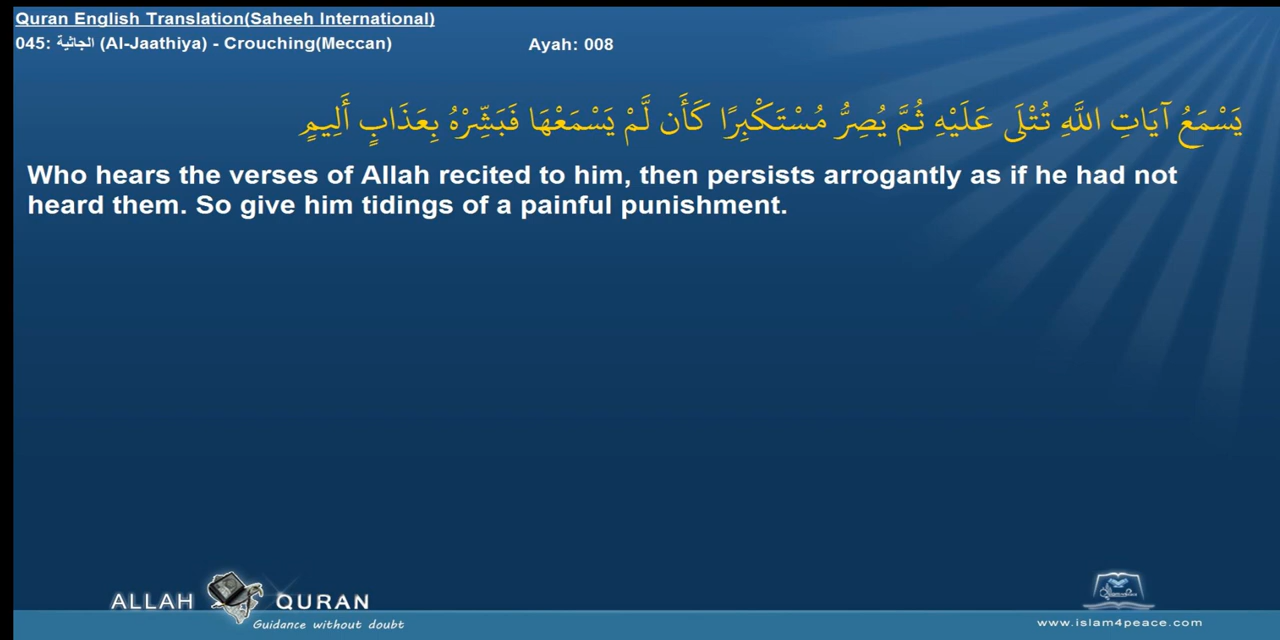 Quran English Translation(Saheeh International)
045: الجاثية (Al-Jaathiya) - Crouching(Meccan) Ayah: 008
يَسْمَعُ آيَاتِ اللَّهِ تُتْلَى عَلَيْهِ ثُمَّ يُصِرُّ مُسْتَكْبِرًا كَأَن لَّمْ يَسْمَعْهَا فَبَشِّرْهُ بِعَذَابٍ أَلِيمٍ
Who hears the verses of Allah recited to him, then persists arrogantly as if he had not
heard them. So give him tidings of a painful punishment.
ALLAH QURAN
Guidance without doubt
www.islam4peace.com